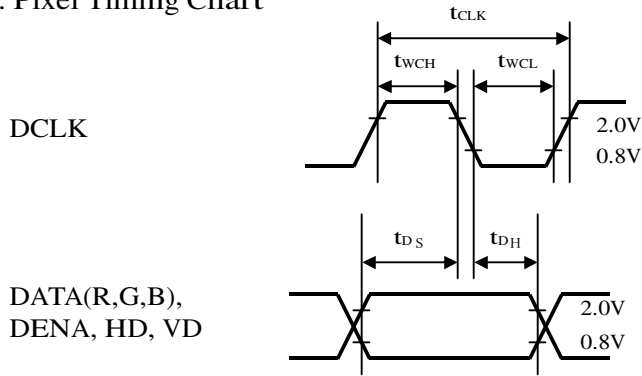 . Pixel Timing Chart
tCLK
tWCH tWCL
DCLK
2.0V
0.8V
tDS tDH
DATA(R,G,B),
DENA, HD, VD
2.0V
0.8V